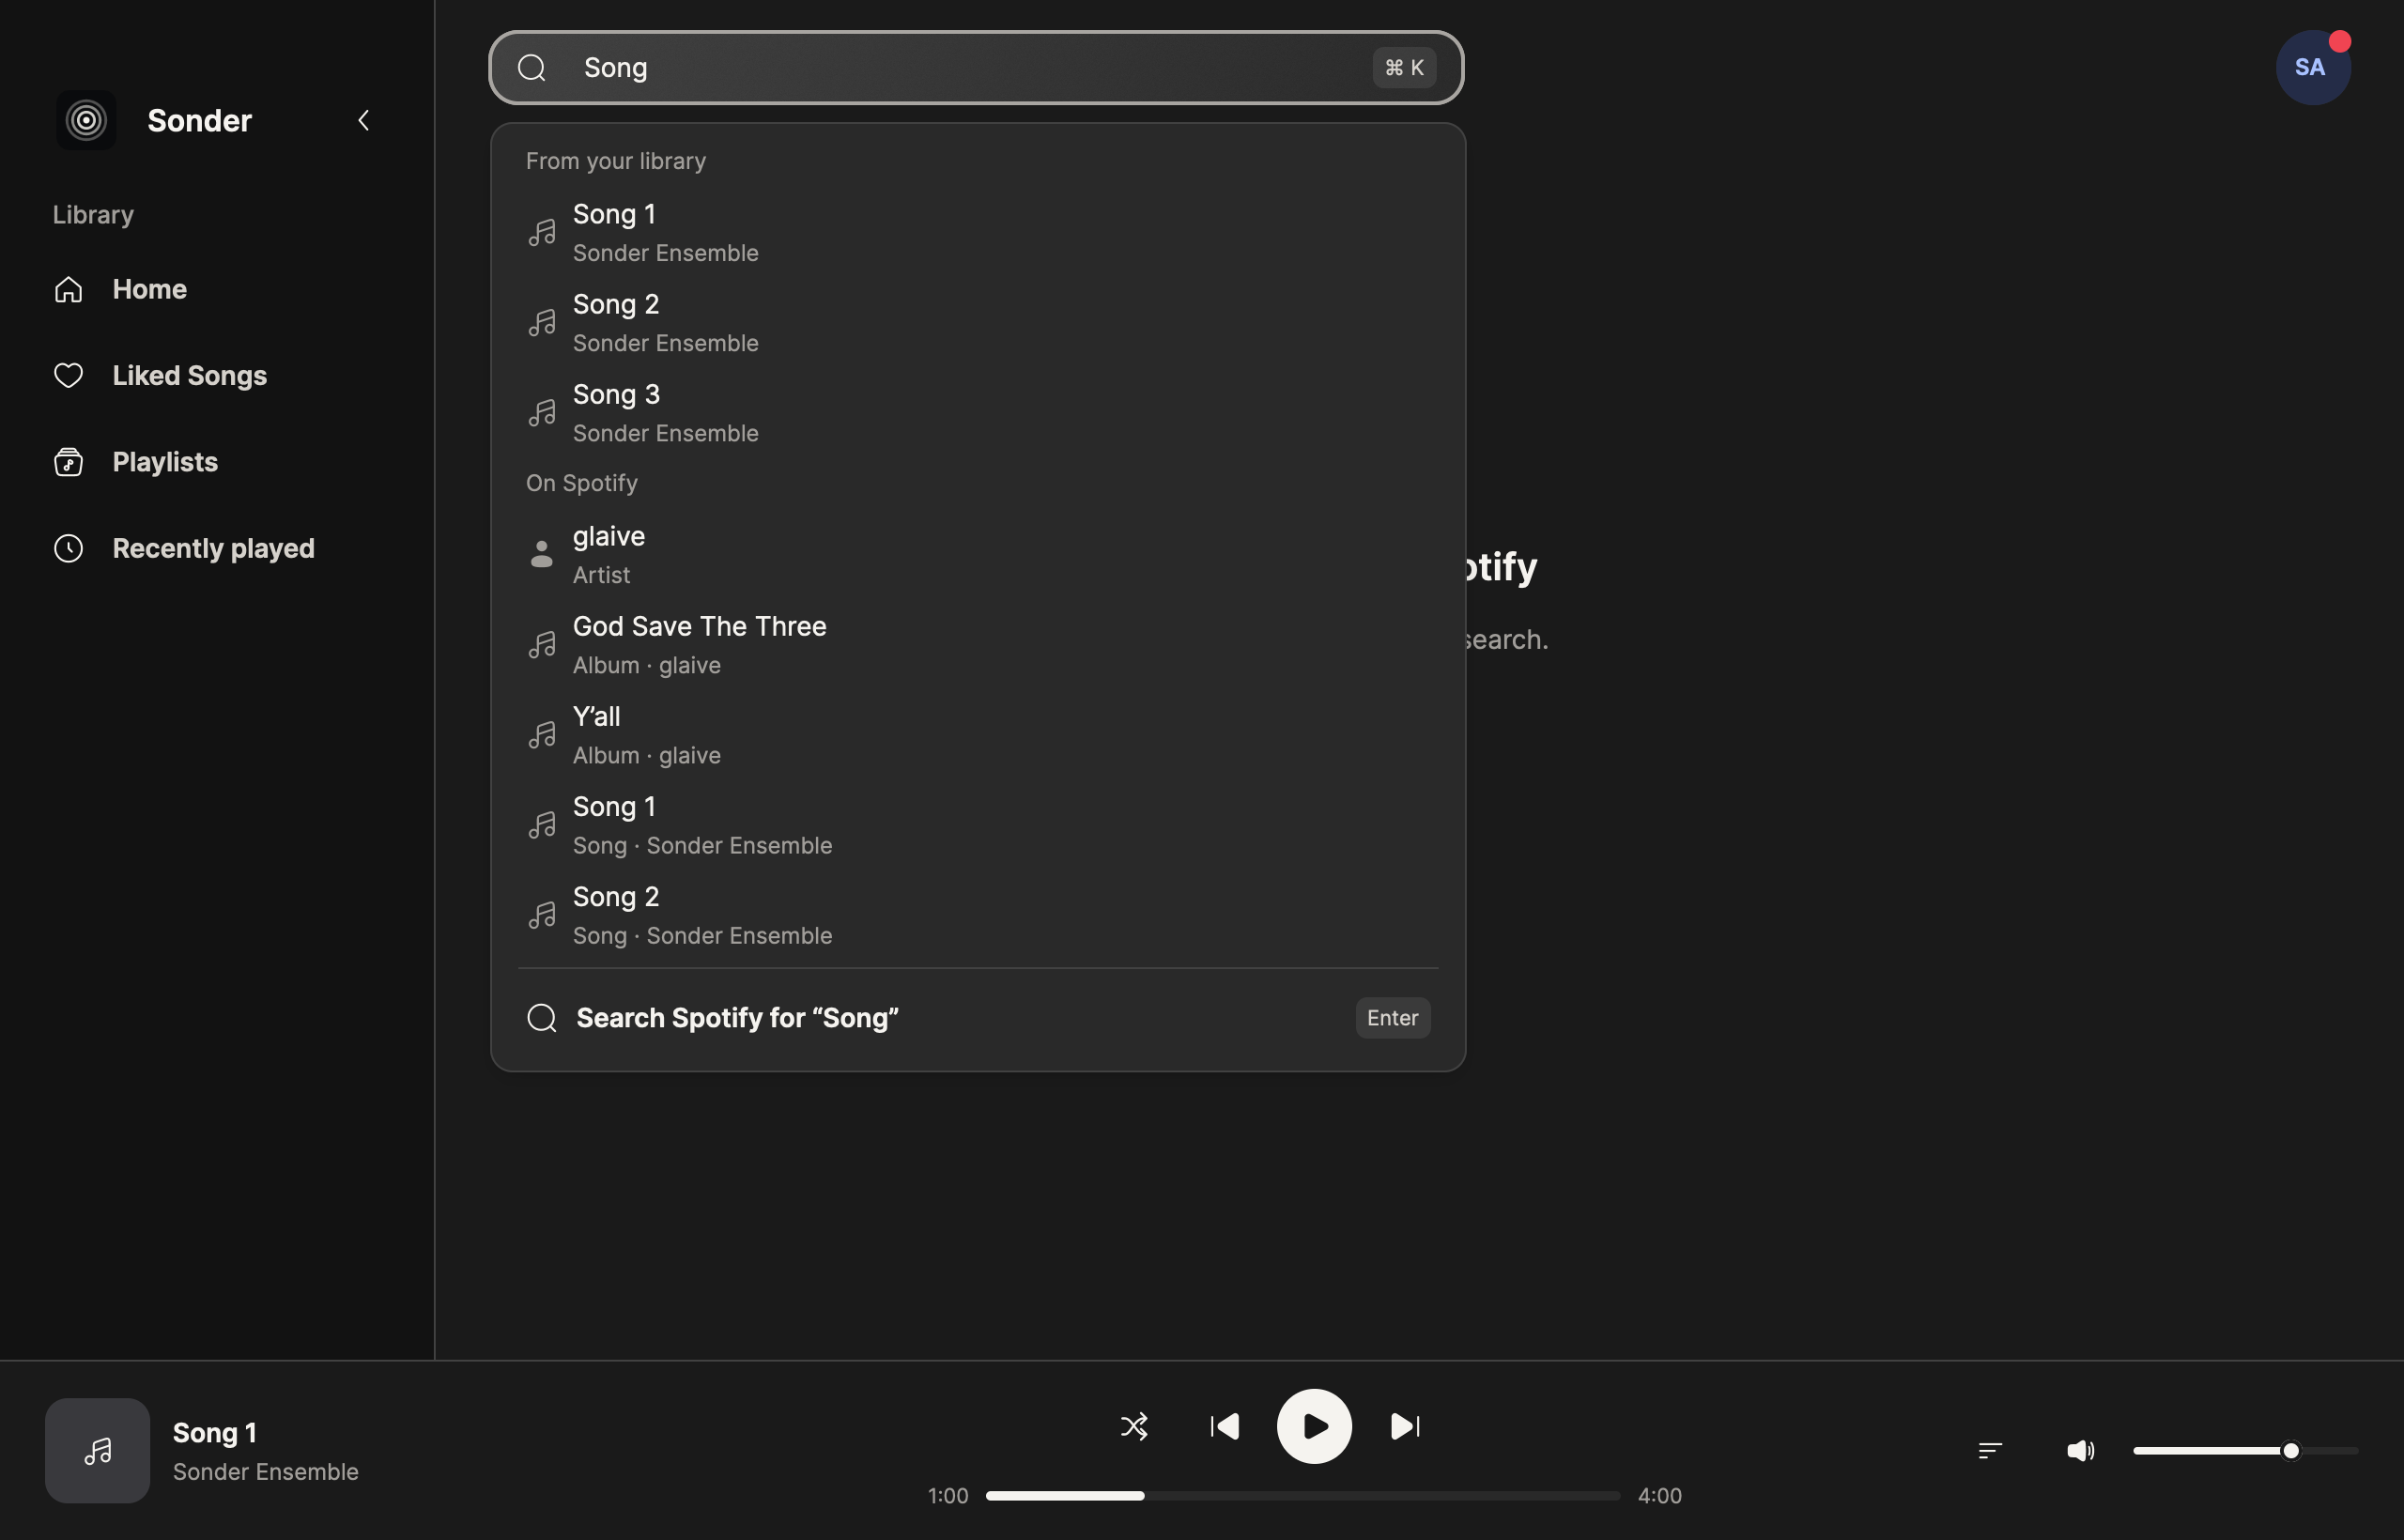 Song
⌘ K
SA
Sonder
Library
Home
Liked Songs
Playlists
Recently played
From your library
Song 1
Sonder Ensemble
Song 2
Sonder Ensemble
Song 3
Sonder Ensemble
On Spotify
glaive
Artist
God Save The Three
Album · glaive
Y’all
Album · glaive
Song 1
Song · Sonder Ensemble
Song 2
Song · Sonder Ensemble
Search Spotify for “Song”
Enter
search.
Song 1
Sonder Ensemble
1:00
4:00